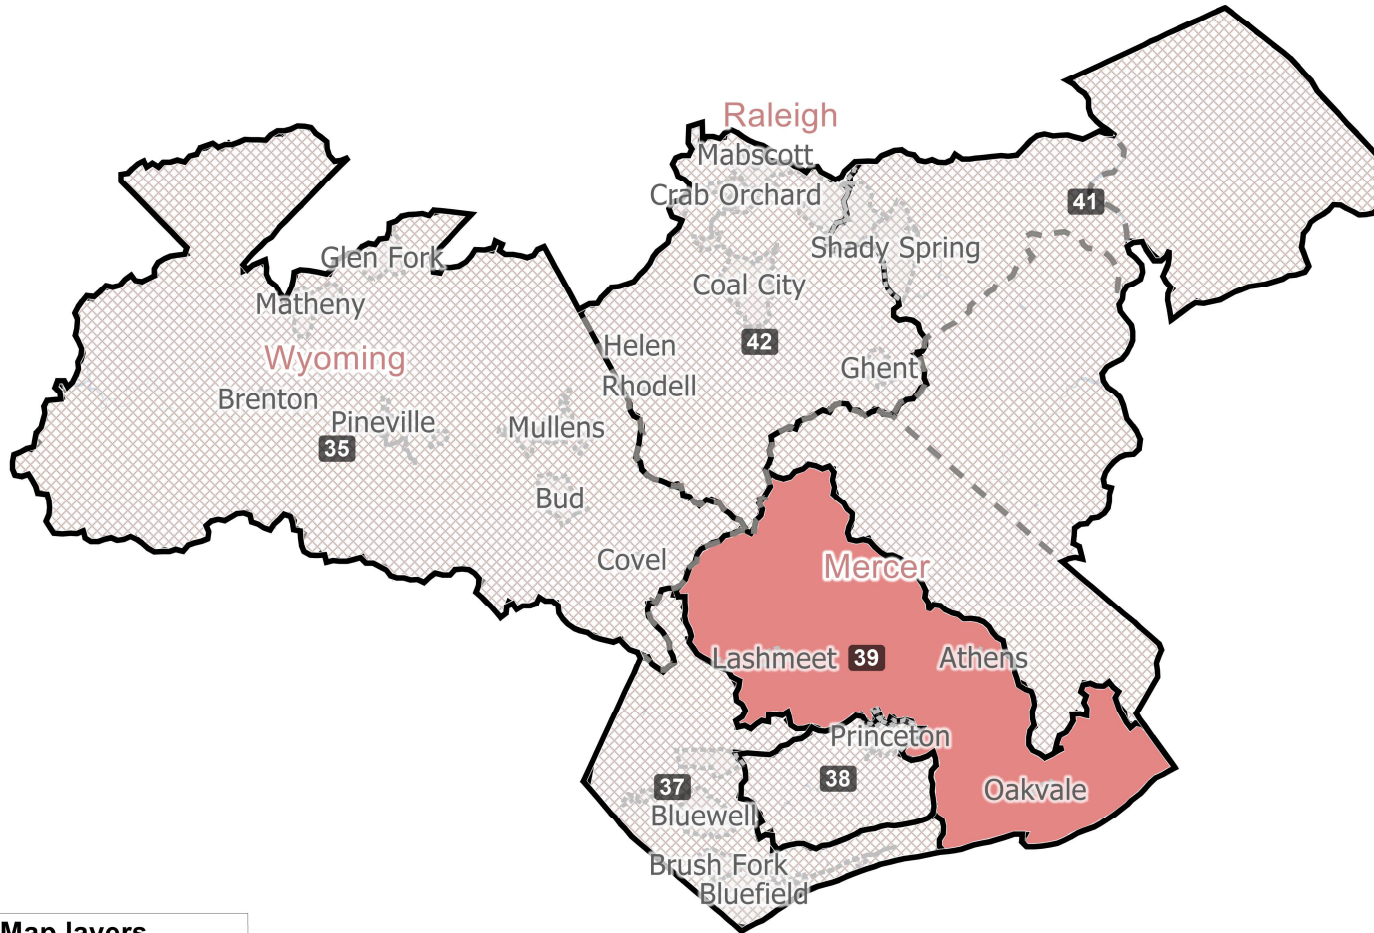 Raleigh
Mabscott
Crab Orchard
41
Shady Spring
Glen Fork
Coal City
Matheny
42
Helen
Wyoming
Ghent
Rhodell
Brenton
Pineville
Mullens
35
Bud
Covel
Mercer
Lashmeet
39
Athens
Princeton
38
37
Oakvale
Bluewell
Brush Fork
Bluefield
Map layers